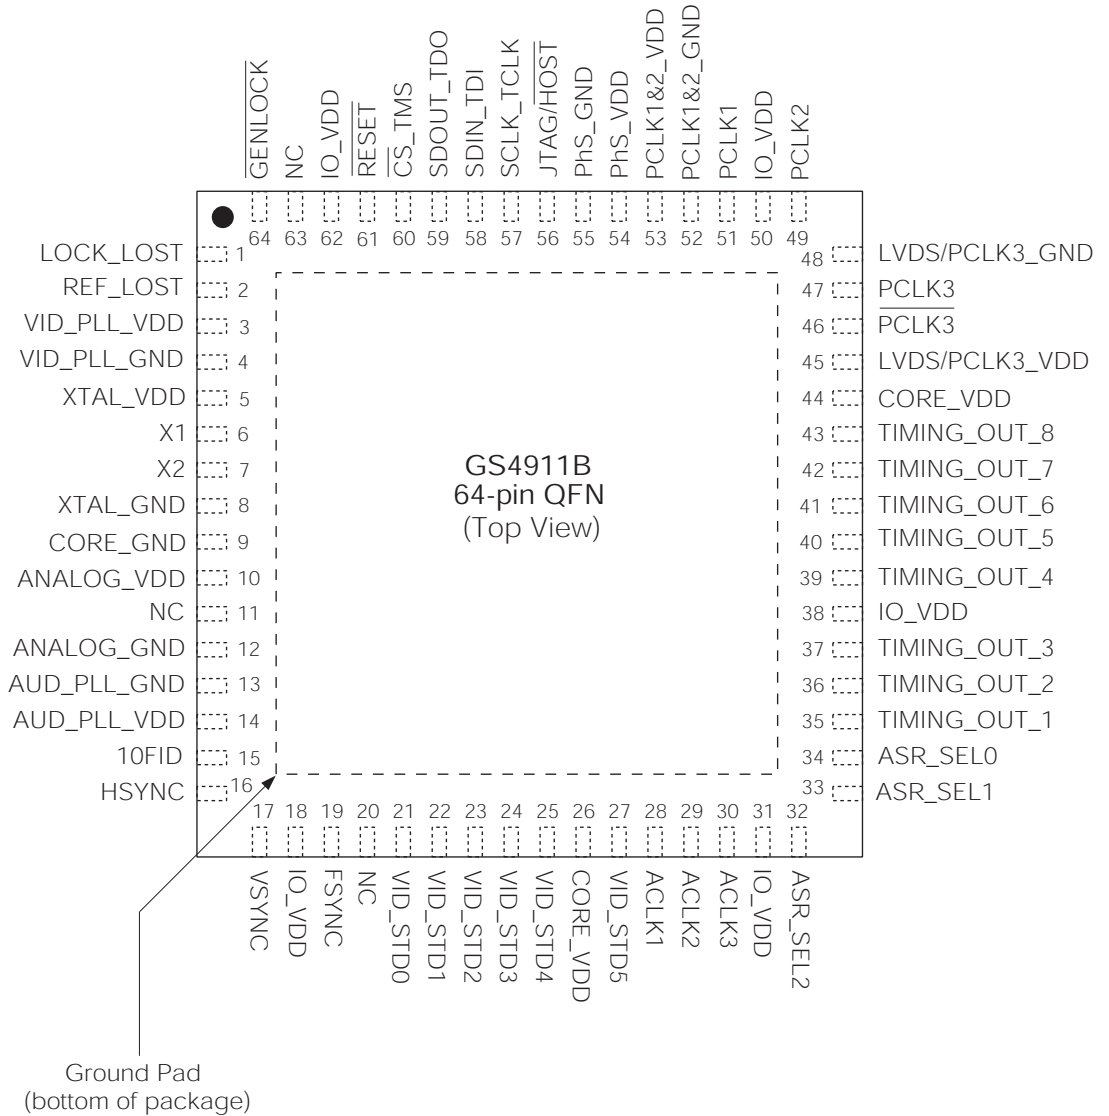 GENLOCK
NC
IO_VDD
RESET
CS_TMS
SDOUT_TDO
SDIN_TDI
SCLK_TCLK
JTAG/HOST
PhS_GND
PhS_VDD
PCLK1&2_VDD
PCLK1&2_GND
PCLK1
IO_VDD
PCLK2
64 63 62 61 60 59 58 57 56 55 54 53 52 51 50 49
LOCK_LOST 1
REF_LOST 2
VID_PLL_VDD 3
VID_PLL_GND 4
XTAL_VDD 5
X1 6
X2 7
XTAL_GND 8
CORE_GND 9
ANALOG_VDD 10
NC 11
ANALOG_GND 12
AUD_PLL_GND 13
AUD_PLL_VDD 14
10FID 15
HSYNC 16
GS4911B
64-pin QFN
(Top View)
48 LVDS/PCLK3_GND
47 PCLK3
46 PCLK3
45 LVDS/PCLK3_VDD
44 CORE_VDD
43 TIMING_OUT_8
42 TIMING_OUT_7
41 TIMING_OUT_6
40 TIMING_OUT_5
39 TIMING_OUT_4
38 IO_VDD
37 TIMING_OUT_3
36 TIMING_OUT_2
35 TIMING_OUT_1
34 ASR_SEL0
33 ASR_SEL1
17 18 19 20 21 22 23 24 25 26 27 28 29 30 31 32
VSYNC
IO_VDD
FSYNC
NC
VID_STD0
VID_STD1
VID_STD2
VID_STD3
VID_STD4
CORE_VDD
VID_STD5
ACLK1
ACLK2
ACLK3
IO_VDD
ASR_SEL2
Ground Pad
(bottom of package)